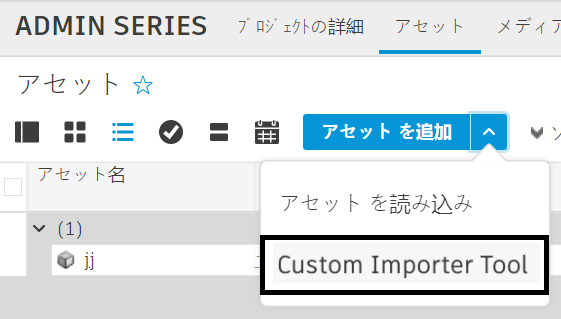 ADMIN SERIES ﾌﾟﾛｼﾞｪｸﾄの詳細 アセット メディア
アセット
アセット を追加
アセット名
アセット を読み込み
(1)
Custom Importer Tool
jj